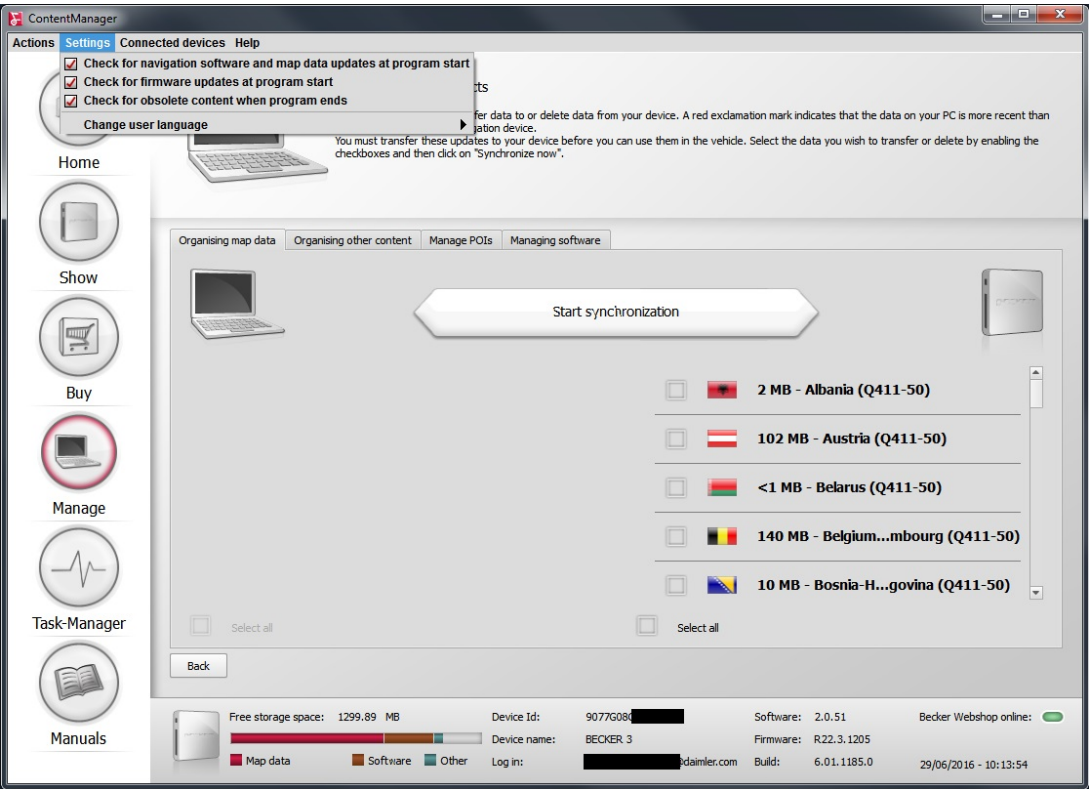 ContentManager
Actions Settings Connected devices Help
Check for navigation software and map data updates at program start
Check for firmware updates at program start
Check for obsolete content when program ends
Change user language
cts
fer data to or delete data from your device. A red exclamation mark indicates that the data on your PC is more recent than
gation device.
You must transfer these updates to your device before you can use them in the vehicle. Select the data you wish to transfer or delete by enabling the
checkboxes and then click on "Synchronize now".
Home
Show
Buy
Manage
Task-Manager
Manuals
Organising map data Organising other content Manage POIs Managing software
Start synchronization
2 MB - Albania (Q411-50)
102 MB - Austria (Q411-50)
<1 MB - Belarus (Q411-50)
140 MB - Belgium...mbourg (Q411-50)
10 MB - Bosnia-H...govina (Q411-50)
Select all
Select all
Back
Free storage space: 1299.89 MB
Map data Software Other
Device Id: 9077G080
Device name: BECKER 3
Log in: @daimler.com
Software: 2.0.51
Firmware: R22.3.1205
Build: 6.01.1185.0
Becker Webshop online:
29/06/2016 - 10:13:54